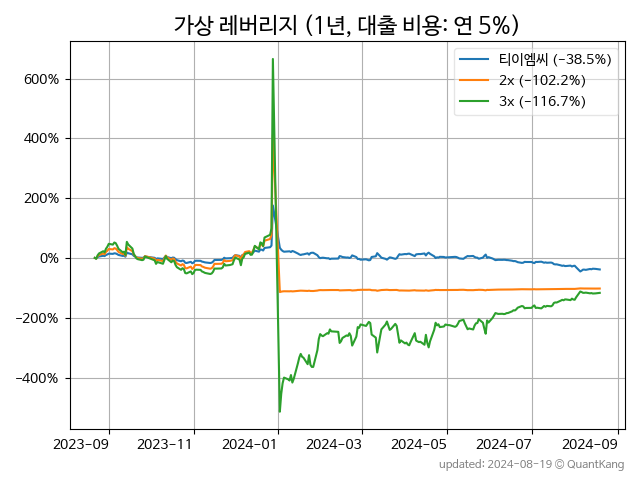 가상 레버리지 (1년, 대출 비용: 연 5%)
티이엠씨 (-38.5%)
2x (-102.2%)
3x (-116.7%)
600%
400%
200%
0%
-200%
-400%
2023-09 2023-11 2024-01 2024-03 2024-05 2024-07 2024-09
updated: 2024-08-19 © QuantKang